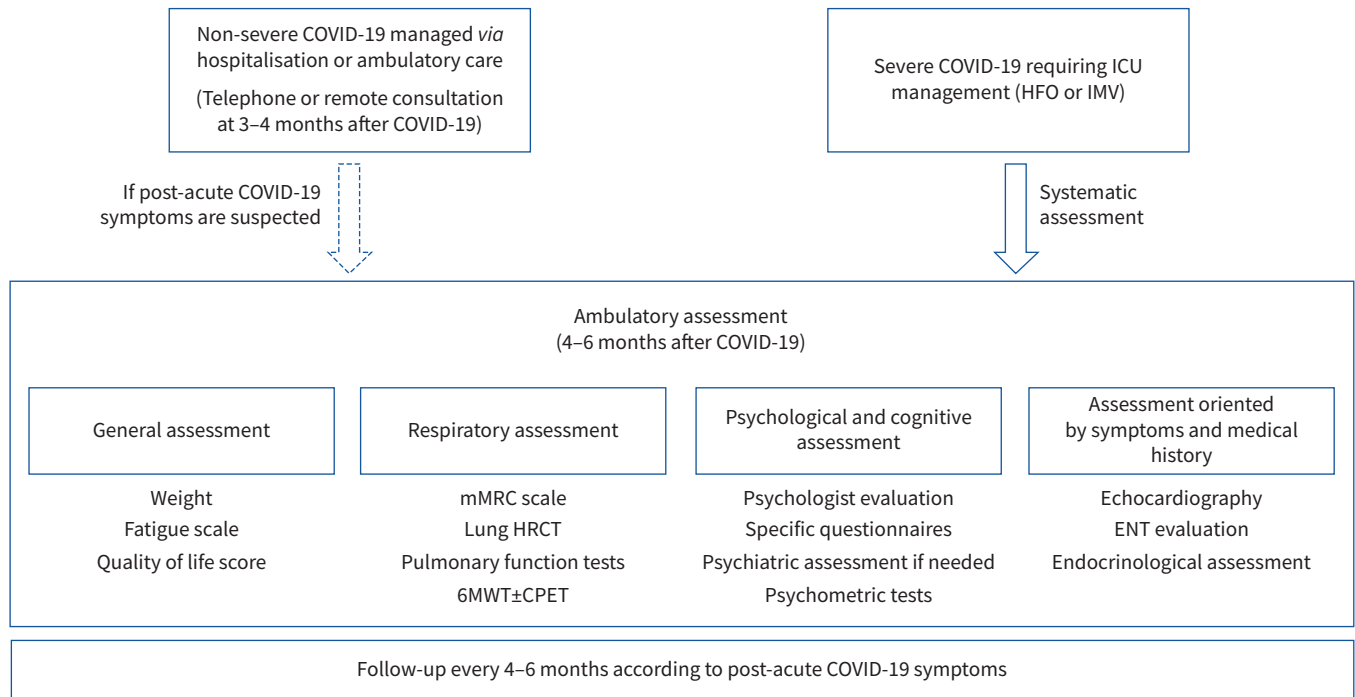 Non-severe COVID-19 managed via
hospitalisation or ambulatory care
(Telephone or remote consultation
at 3–4 months after COVID-19)
Severe COVID-19 requiring ICU
management (HFO or IMV)
If post-acute COVID-19
symptoms are suspected
Systematic
assessment
Ambulatory assessment
(4–6 months after COVID-19)
General assessment
Weight
Fatigue scale
Quality of life score
Respiratory assessment
mMRC scale
Lung HRCT
Pulmonary function tests
6MWT±CPET
Psychological and cognitive
assessment
Psychologist evaluation
Specific questionnaires
Psychiatric assessment if needed
Psychometric tests
Assessment oriented
by symptoms and medical
history
Echocardiography
ENT evaluation
Endocrinological assessment
Follow-up every 4–6 months according to post-acute COVID-19 symptoms